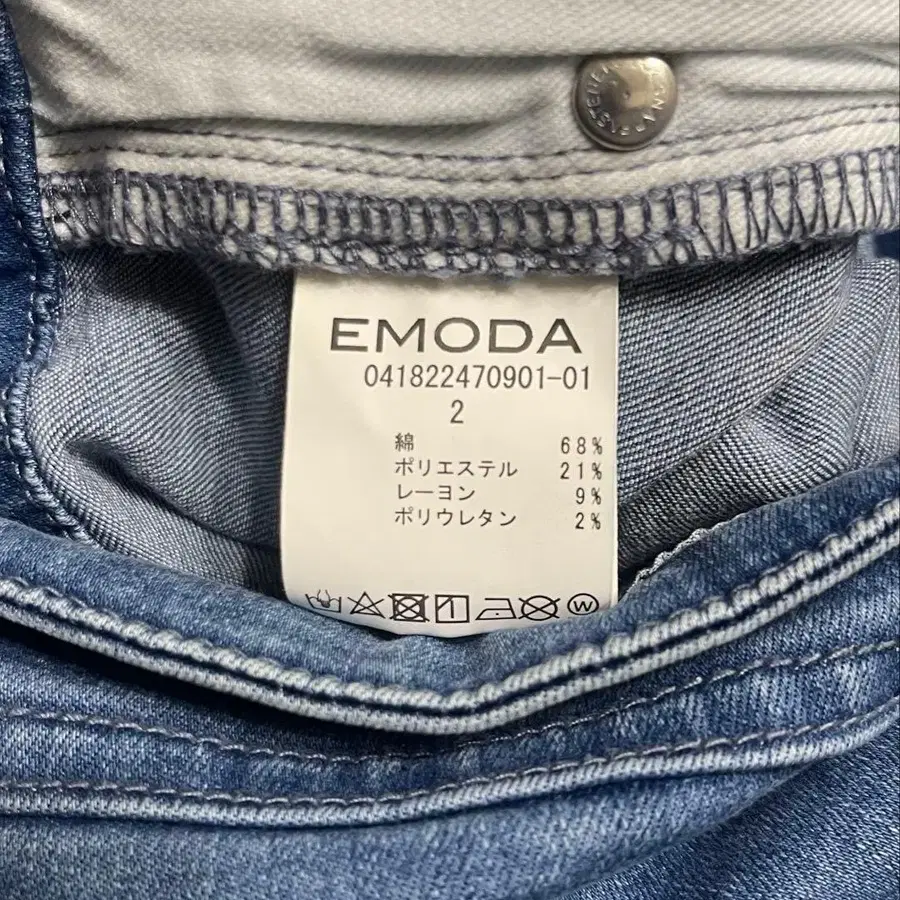 EMODA
041822470901-01
2
綿 68%
ポリエステル 21%
レーヨン 9%
ポリウレタン 2%
W